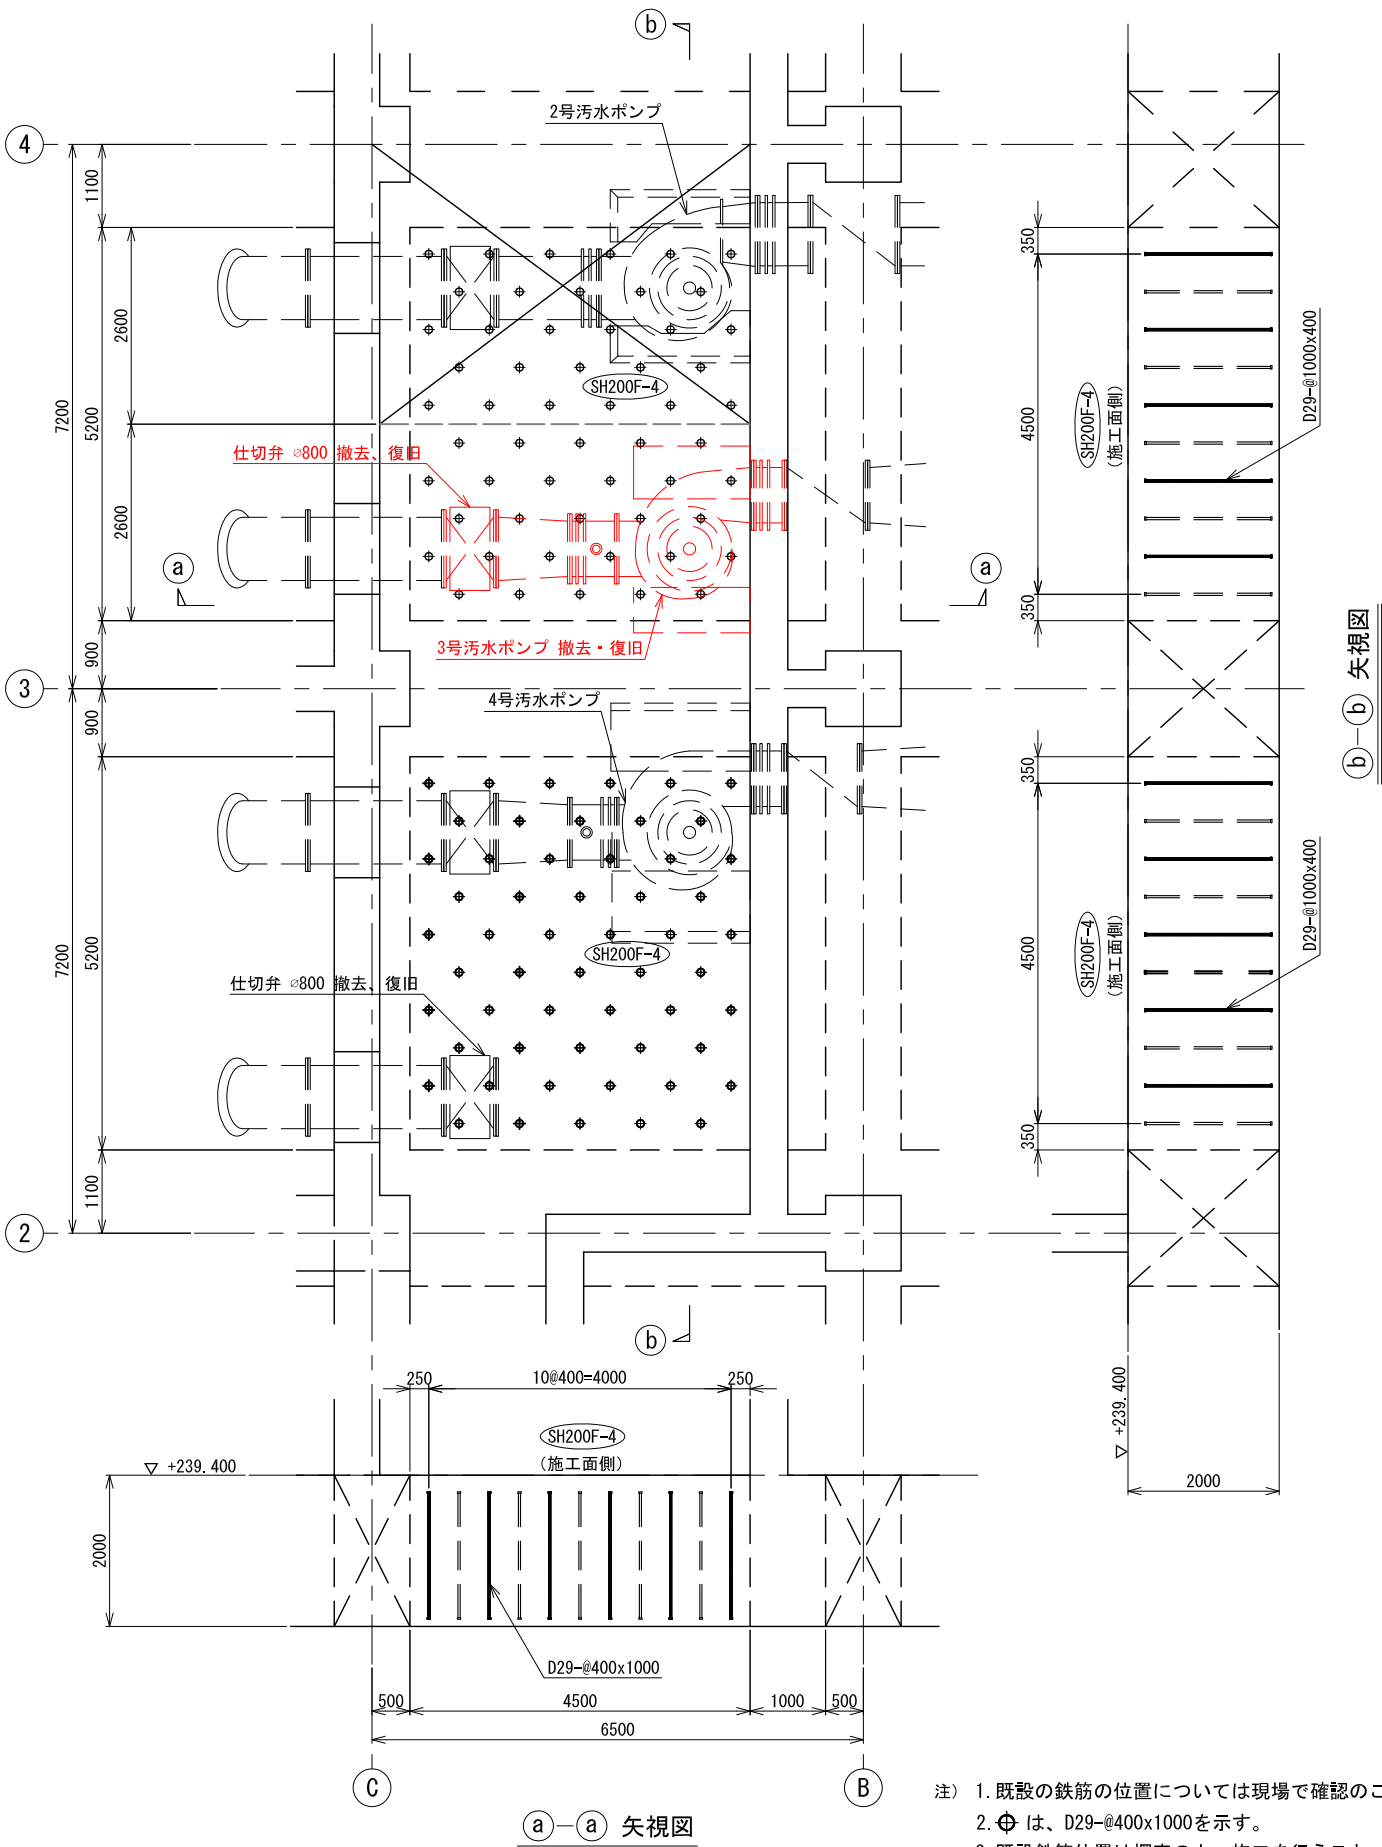 b
2号汚水ポンプ
4
1100
350
2600
SH200F-4
7200
5200
4500
SH200F-4
(施工面側)
D29-@1000x400
仕切弁 ⌀800 撤去、復旧
2600
a
a
350
3号汚水ポンプ 撤去・復旧
900
3
4号汚水ポンプ
900
b-b 矢視図
350
7200
5200
4500
SH200F-4
(施工面側)
D29-@1000x400
SH200F-4
仕切弁 ⌀800 撤去、復旧
350
1100
2
b
250
10@400=4000
250
SH200F-4
(施工面側)
▽ +239.400
▽ +239.400
2000
2000
D29-@400x1000
500
4500
1000
500
6500
C
B
a-a 矢視図
注) 1.既設の鉄筋の位置については現場で確認のこ
2. は、D29-@400x1000を示す。